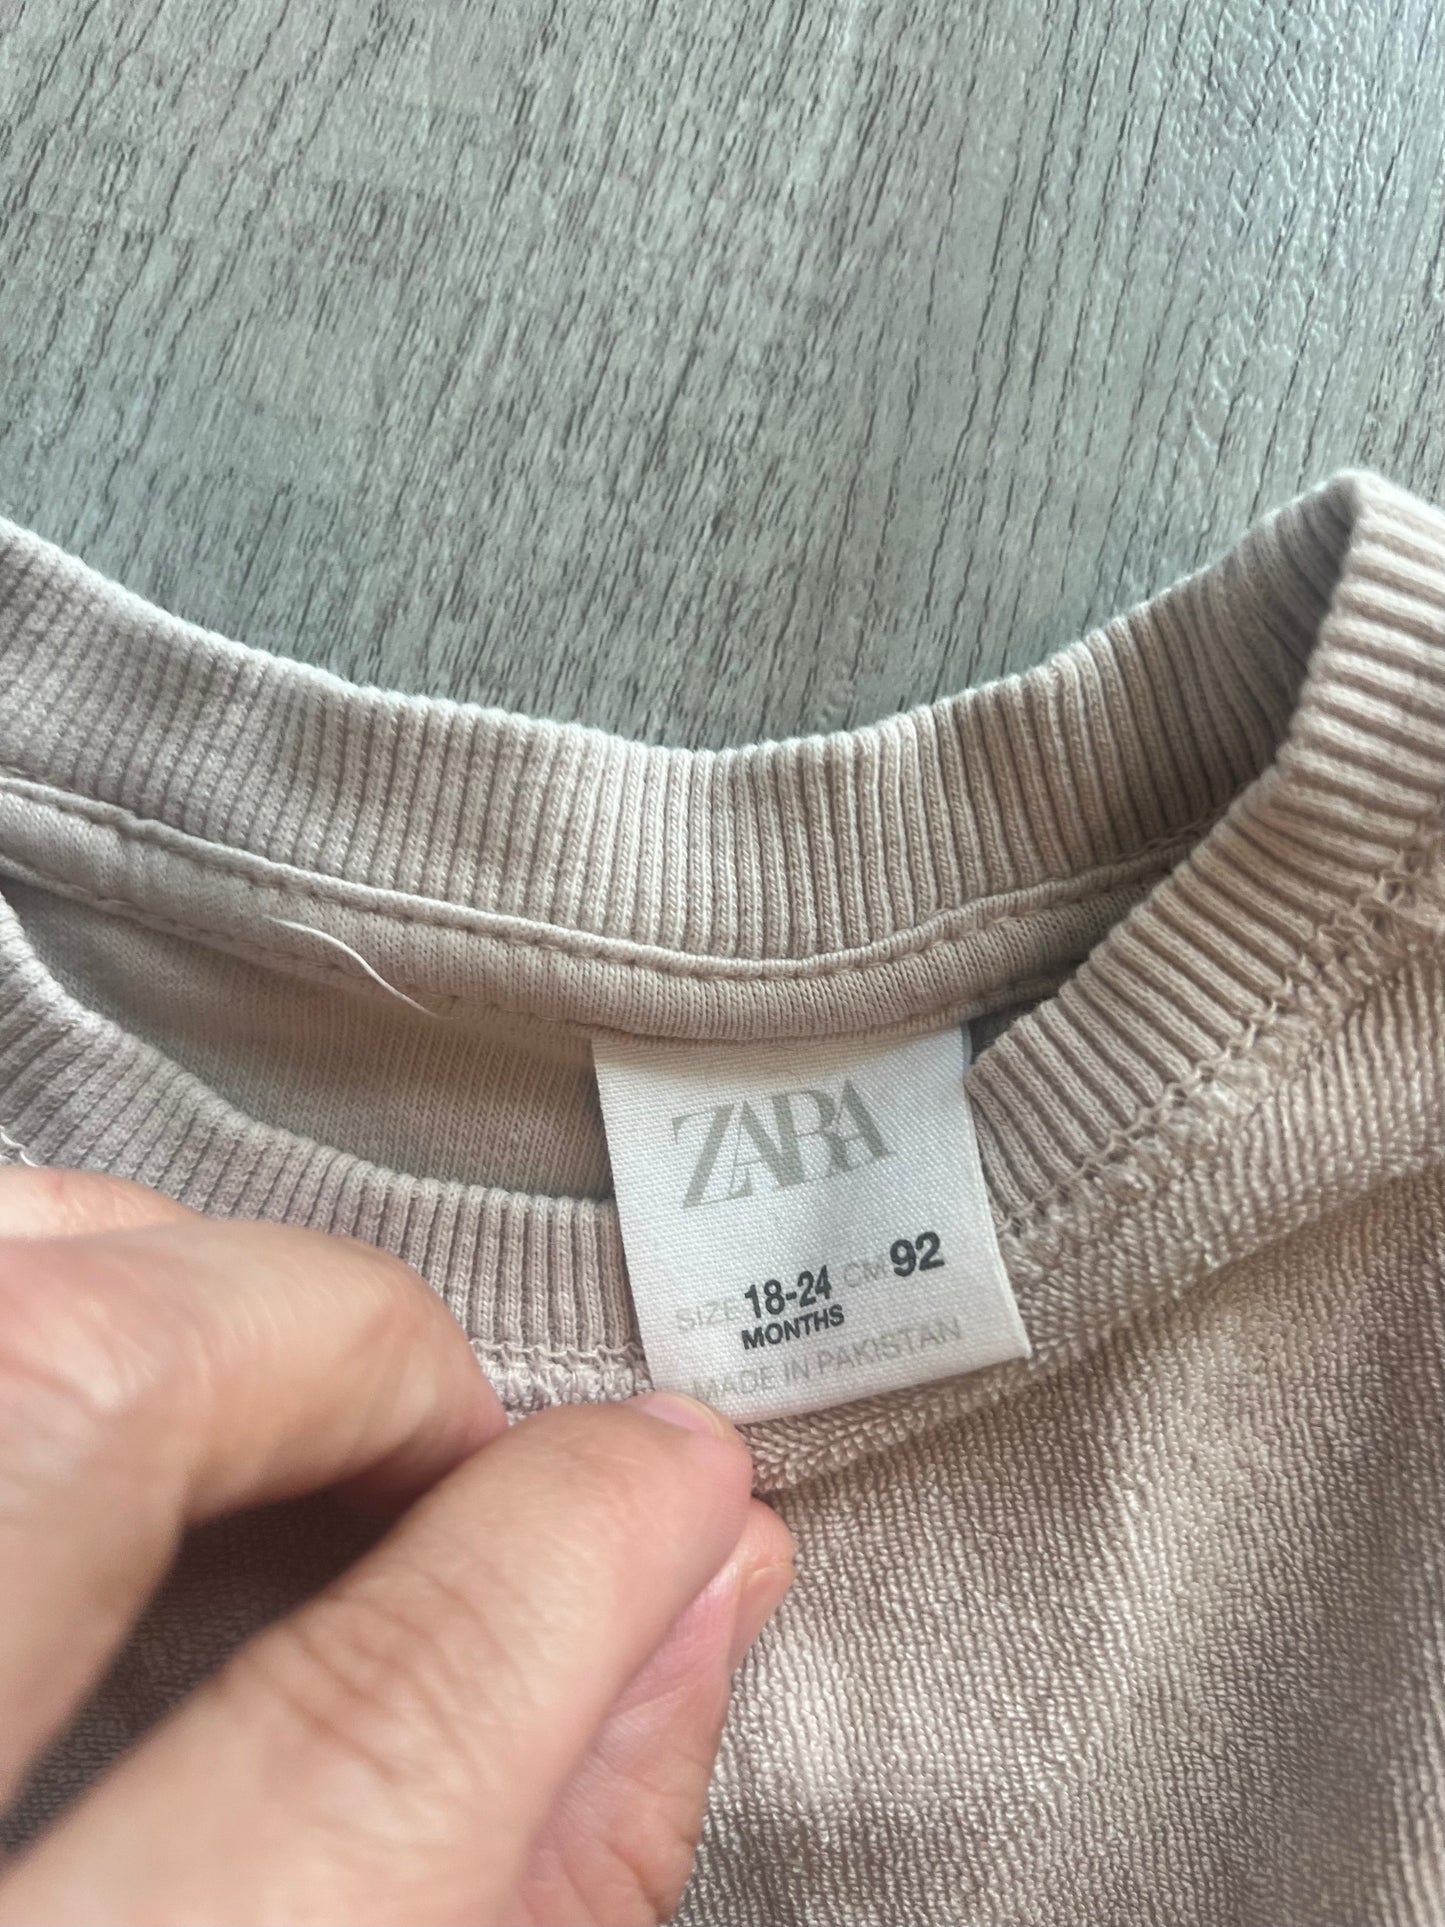 ZARA
SIZE 18-24 CM 92
MONTHS
MADE IN PAKISTAN